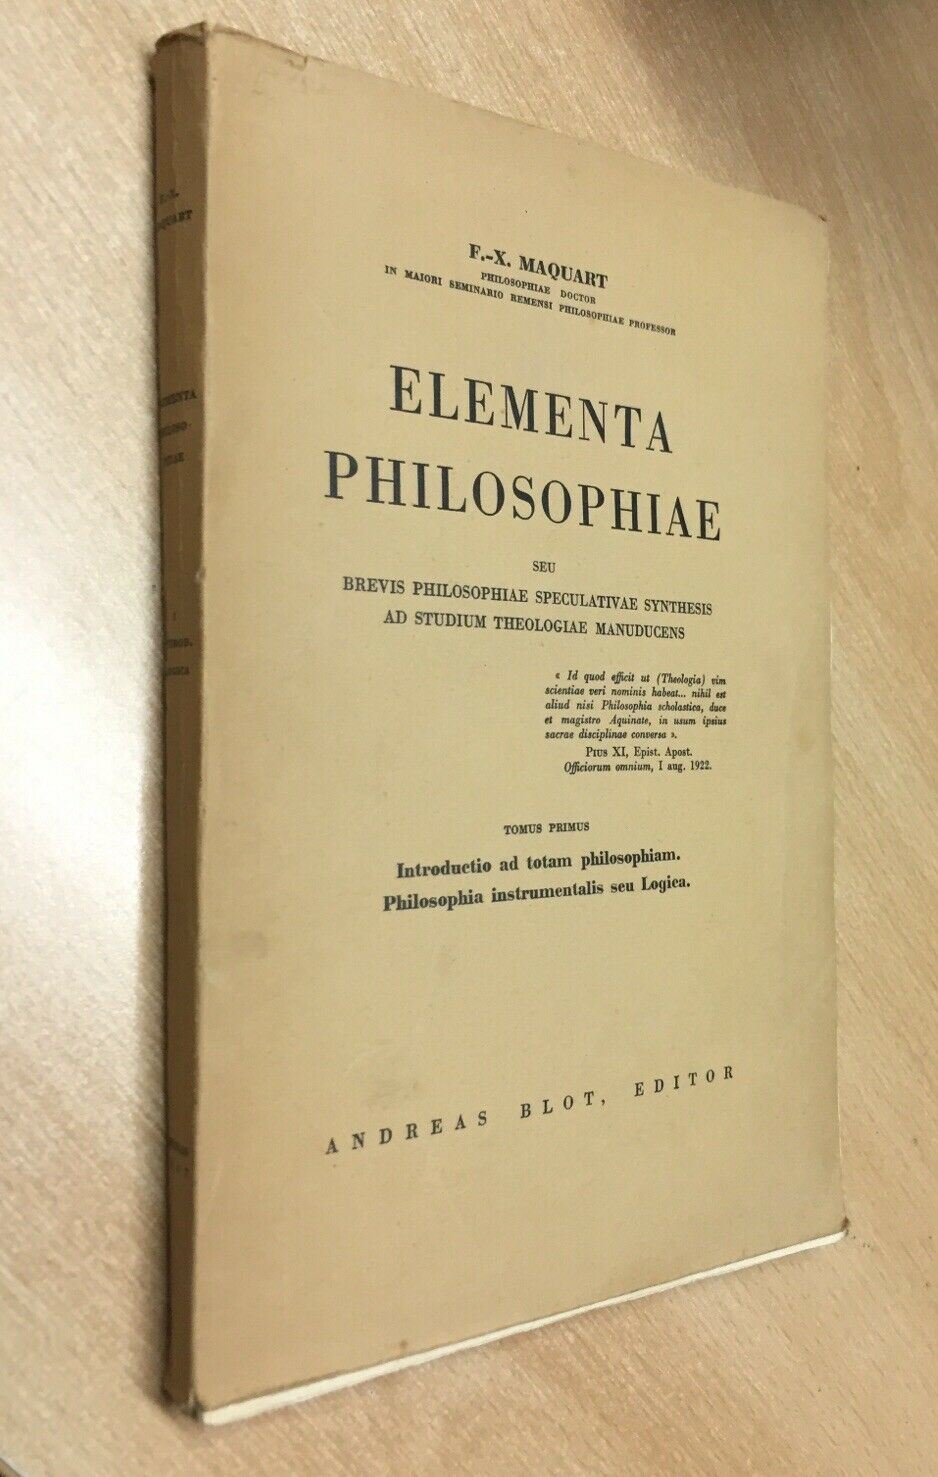 F.-X. MAQUART
PHILOSOPHIAE DOCTOR
IN MAIORI SEMINARIO REMENSI PHILOSOPHIAE PROFESSOR
ELEMENTA
PHILOSOPHIAE
SEU
BREVIS PHILOSOPHIAE SPECULATIVAE SYNTHESIS
AD STUDIUM THEOLOGIAE MANUDUCENS
« Id quod efficit ut (Theologia) vim
scientiae veri nominis habeat... nihil est
aliud nisi Philosophia scholastica, duce
et magistro Aquinate, in usum ipsius
sacrae disciplinae conversa ».
PIUS XI, Epist. Apost.
Officiorum omnium, I aug. 1922.
TOMUS PRIMUS
Introductio ad totam philosophiam.
Philosophia instrumentalis seu Logica.
ANDREAS BLOT, EDITOR